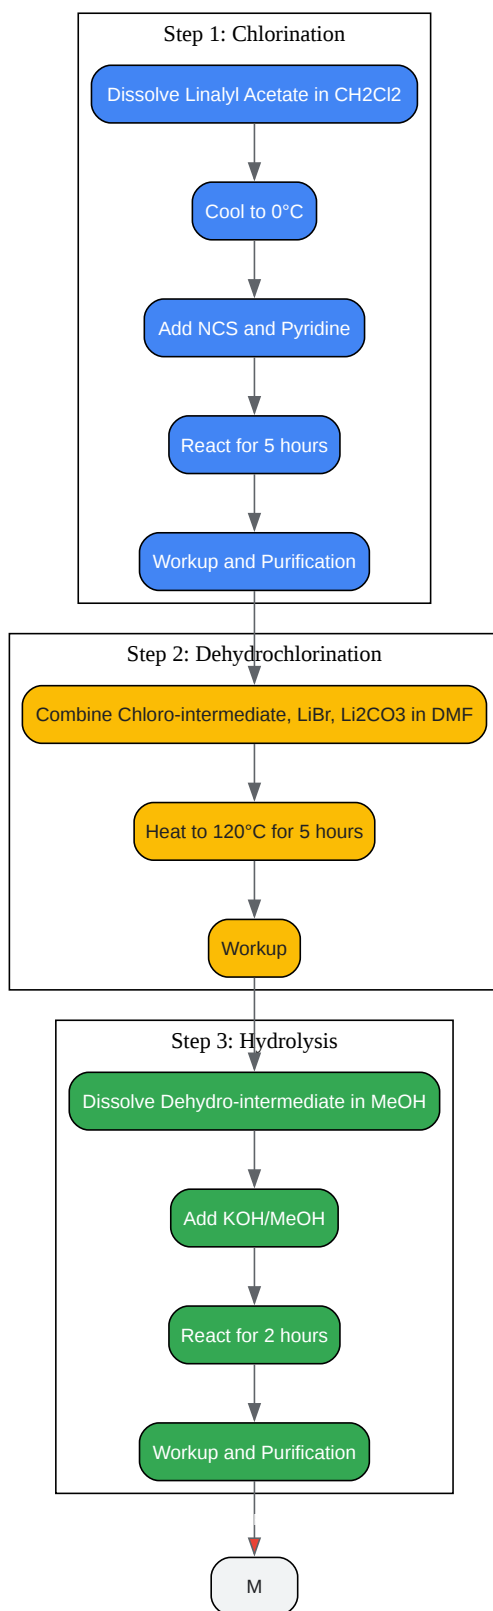 Step 1: Chlorination
Dissolve Linalyl Acetate in CH2Cl2
Cool to 0°C
Add NCS and Pyridine
React for 5 hours
Workup and Purification
Step 2: Dehydrochlorination
Combine Chloro-intermediate, LiBr, Li2CO3 in DMF
Heat to 120°C for 5 hours
Workup
Step 3: Hydrolysis
Dissolve Dehydro-intermediate in MeOH
Add KOH/MeOH
React for 2 hours
Workup and Purification
M